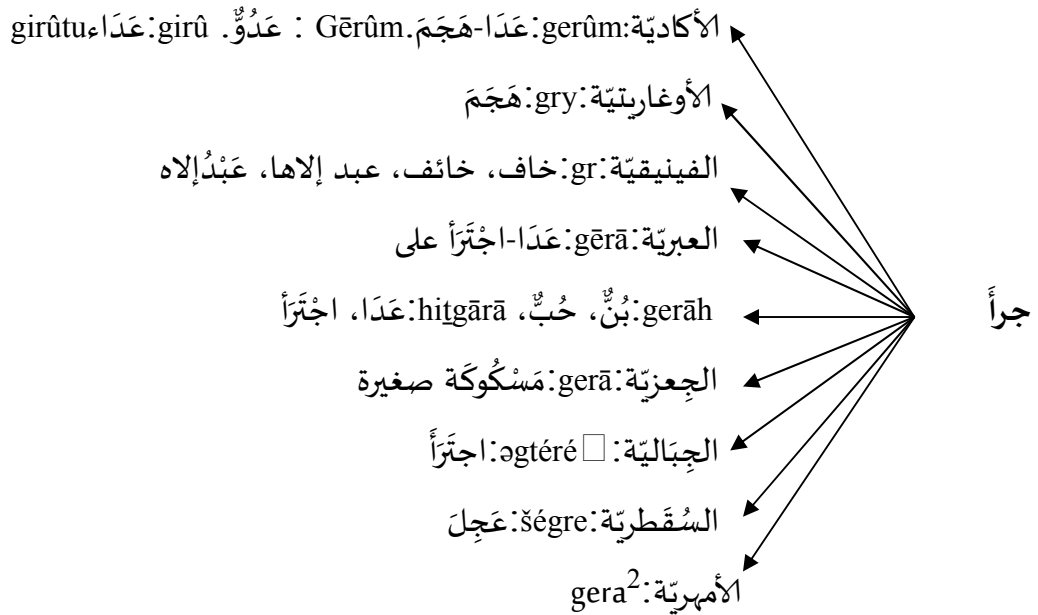 الأكاديّة:gerûm:عَدَا-هَجَمَ.Gērûm : عَدُوٌّ. girû:عَدَاءgirûtu
الأوغاريتيّة:gry:هَجَمَ
الفينيقيّة:gr:خاف، خائف، عبد إلاها، عَبْدُإلاه
العبريّة:gērā:عَدَا-اجْتَرَأ على
gerāh:بُنٌّ، حُبٌّ، hiṯgārā:عَدَا، اجْتَرَأ
جرأَ
الجِعزيّة:gerā:مَسْكُوكَة صغيرة
الجِبَاليّة:□əgtéré:اجتَرَأَ
السُقَطريّة:šégre:عَجِلَ
الأمهريّة:gera²